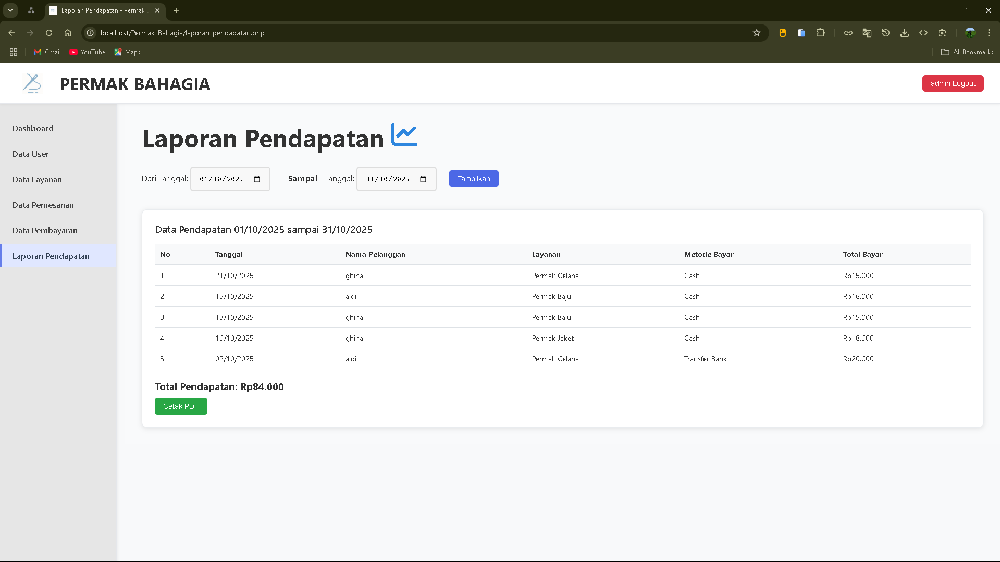 Laporan Pendapatan - Permak
localhost/Permak_Bahagia/laporan_pendapatan.php
Gmail YouTube Maps All Bookmarks
PERMAK BAHAGIA
admin Logout
Dashboard
Data User
Data Layanan
Data Pemesanan
Data Pembayaran
Laporan Pendapatan
Laporan Pendapatan
Dari Tanggal: 01/10/2025 Sampai Tanggal: 31/10/2025 Tampilkan
Data Pendapatan 01/10/2025 sampai 31/10/2025
No Tanggal Nama Pelanggan Layanan Metode Bayar Total Bayar
1 21/10/2025 ghina Permak Celana Cash Rp15.000
2 15/10/2025 aldi Permak Baju Cash Rp16.000
3 13/10/2025 ghina Permak Baju Cash Rp15.000
4 10/10/2025 ghina Permak Jaket Cash Rp18.000
5 02/10/2025 aldi Permak Celana Transfer Bank Rp20.000
Total Pendapatan: Rp84.000
Cetak PDF